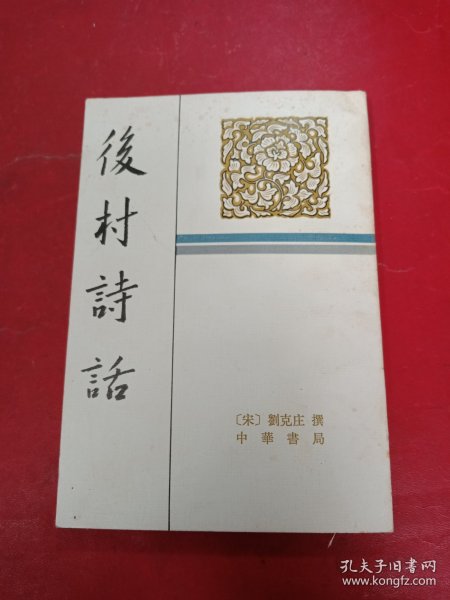 後村詩話
〔宋〕劉克庄 撰
中華書局
孔夫子旧书网
www.kongfz.com